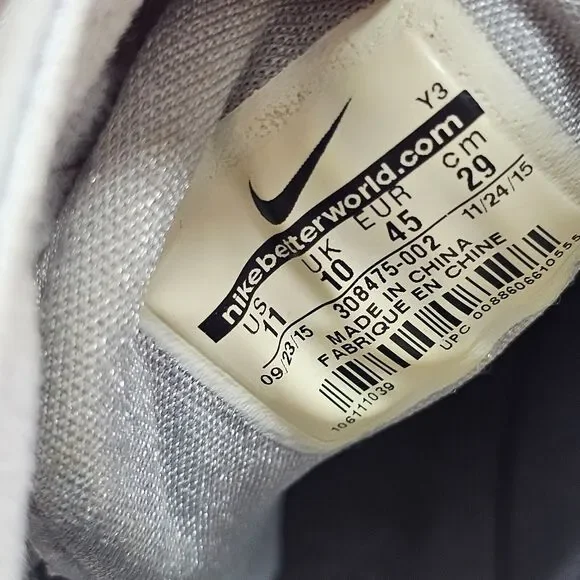 Y3
nikebetterworld.com
US UK EUR cm
11 10 45 29
09/23/15 11/24/15
308475-002
MADE IN CHINA
FABRIQUE EN CHINE
UPC 0088606610555
106111039